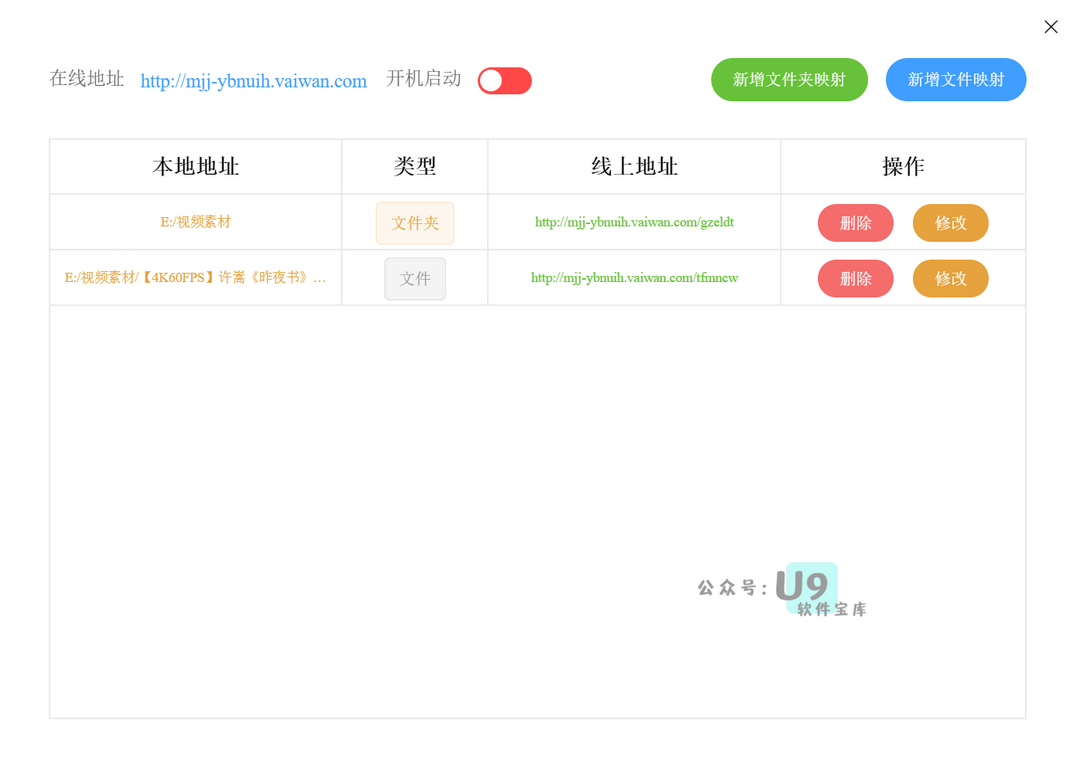 在线地址 http://mjj-ybnuih.vaiwan.com 开机启动 新增文件夹映射 新增文件映射
本地地址 类型 线上地址 操作
E:/视频素材 文件夹 http://mjj-ybnuih.vaiwan.com/gzeldt 删除 修改
E:/视频素材/【4K60FPS】许嵩《昨夜书》... 文件 http://mjj-ybnuih.vaiwan.com/tfmncw 删除 修改
公众号: U9
软件宝库